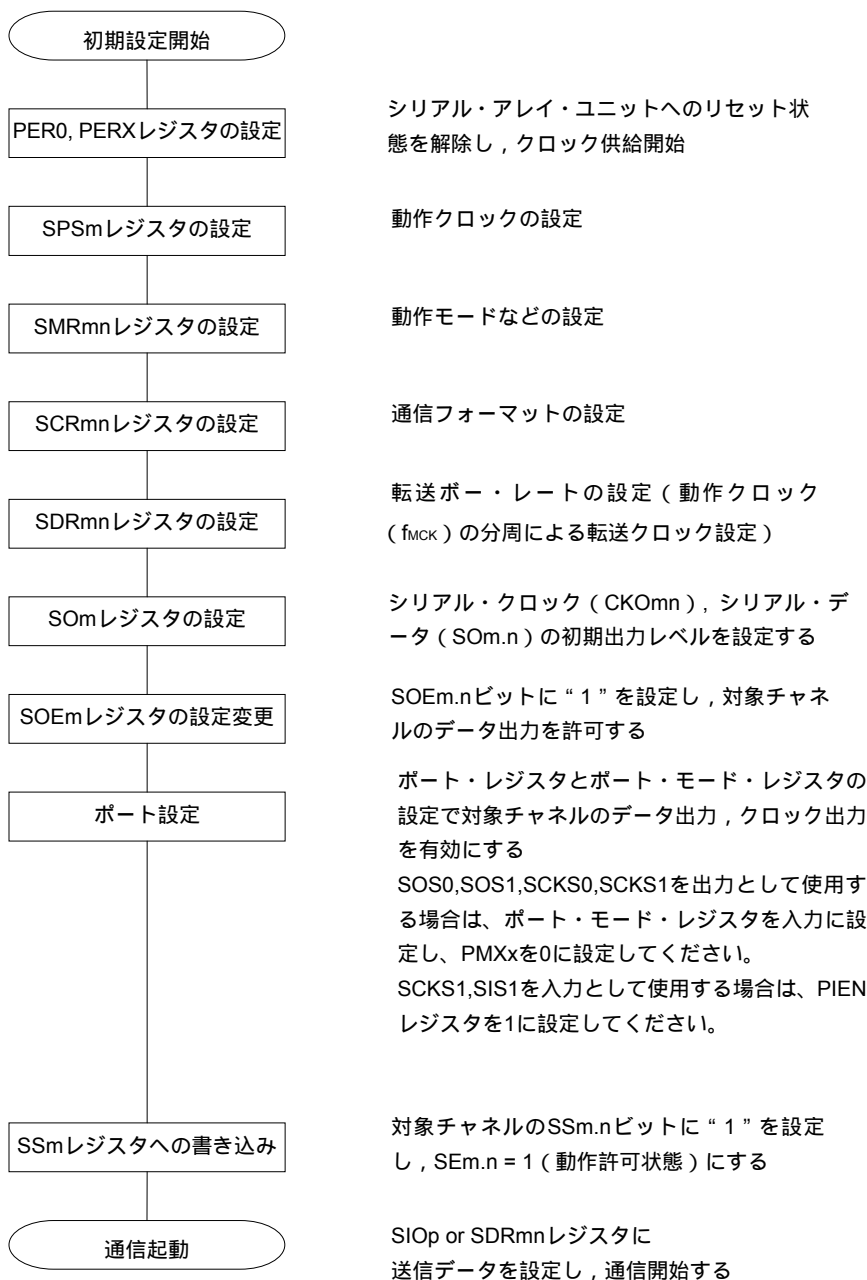 初期設定開始
PER0, PERXレジスタの設定
シリアル・アレイ・ユニットへのリセット状
態を解除し，クロック供給開始
SPSmレジスタの設定
動作クロックの設定
SMRmnレジスタの設定
動作モードなどの設定
SCRmnレジスタの設定
通信フォーマットの設定
SDRmnレジスタの設定
転送ボー・レートの設定（動作クロック
（fMCK）の分周による転送クロック設定）
SOmレジスタの設定
シリアル・クロック（CKOmn），シリアル・デ
ータ（SOm.n）の初期出力レベルを設定する
SOEmレジスタの設定変更
SOEm.nビットに“1”を設定し，対象チャネ
ルのデータ出力を許可する
ポート設定
ポート・レジスタとポート・モード・レジスタの
設定で対象チャネルのデータ出力，クロック出力
を有効にする
SOS0,SOS1,SCKS0,SCKS1を出力として使用す
る場合は、ポート・モード・レジスタを入力に設
定し、PMXxを0に設定してください。
SCKS1,SIS1を入力として使用する場合は、PIEN
レジスタを1に設定してください。
SSmレジスタへの書き込み
対象チャネルのSSm.nビットに“1”を設定
し，SEm.n = 1（動作許可状態）にする
通信起動
SIOp or SDRmnレジスタに
送信データを設定し，通信開始する